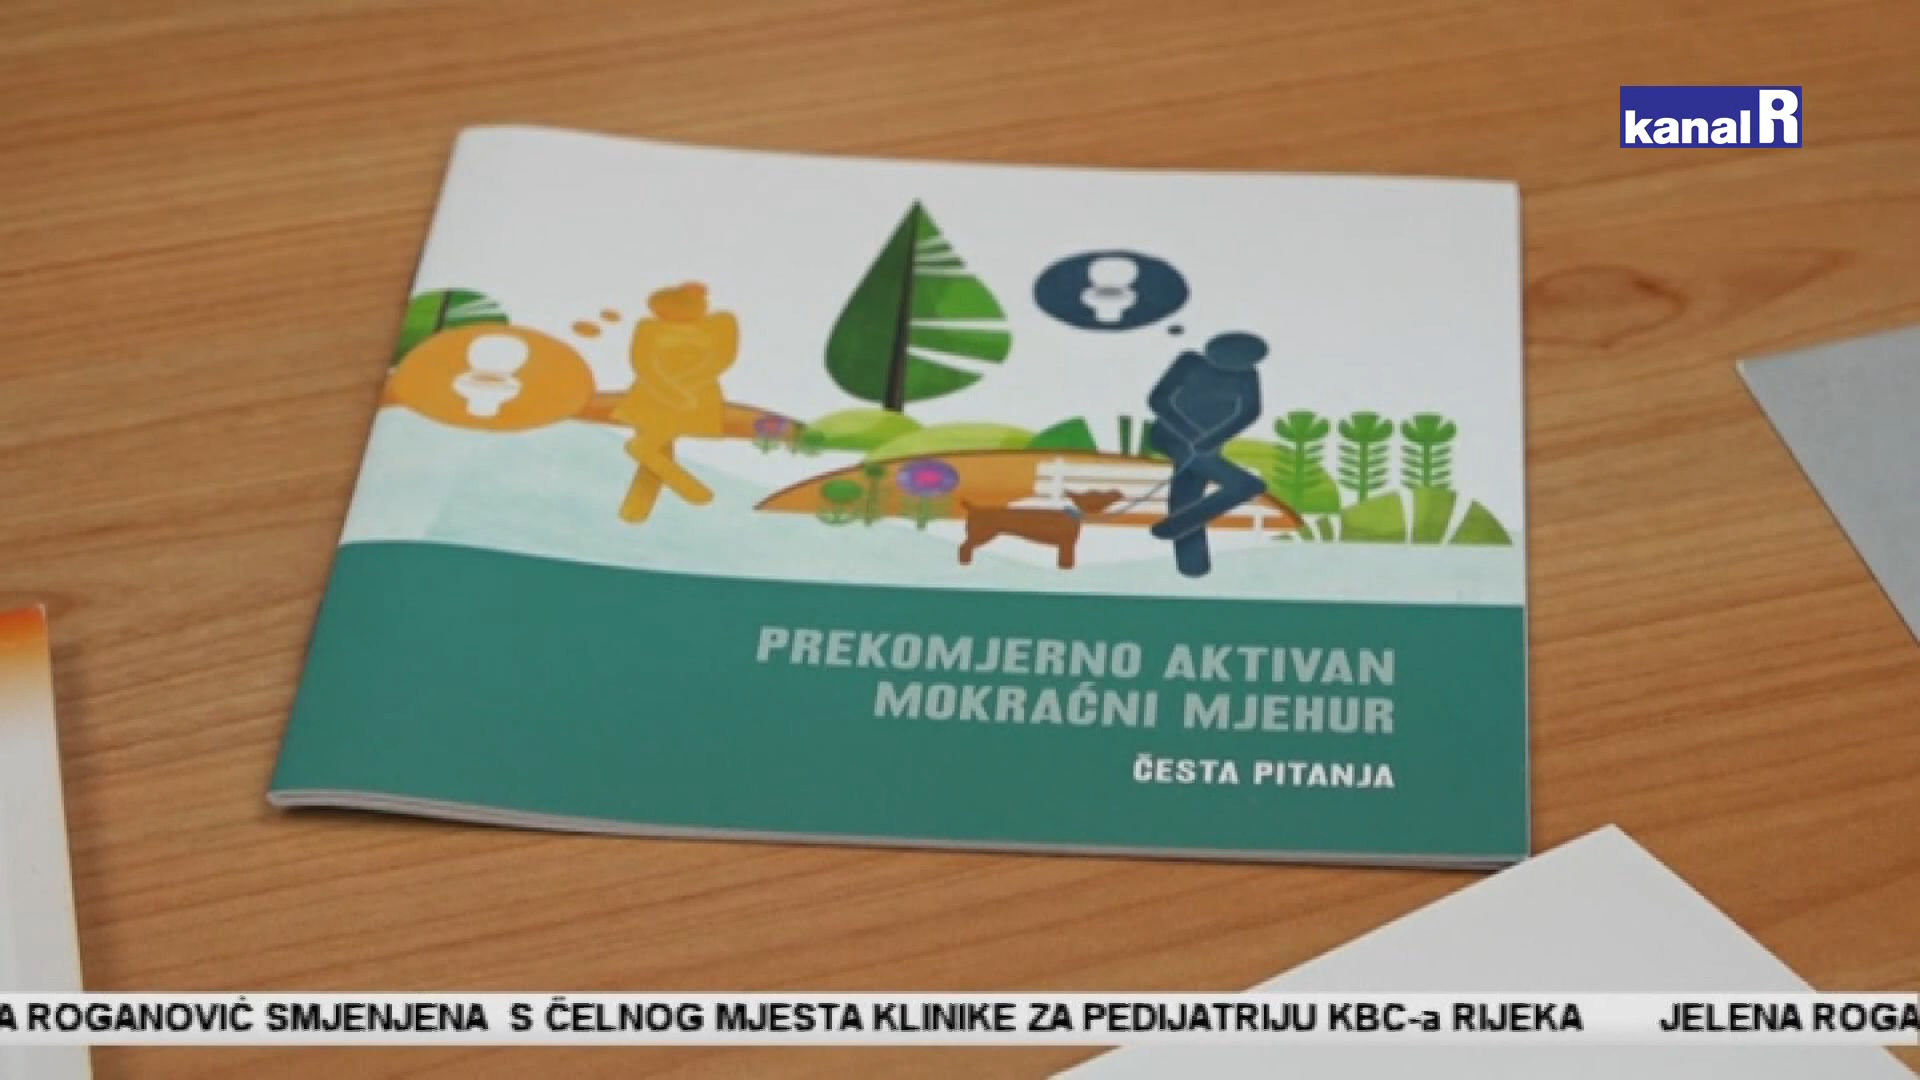 kanal R
PREKOMJERNO AKTIVAN
MOKRAĆNI MJEHUR
ČESTA PITANJA
A ROGANOVIĆ SMJENJENA S ČELNOG MJESTA KLINIKE ZA PEDIJATRIJU KBC-a RIJEKA JELENA ROGA